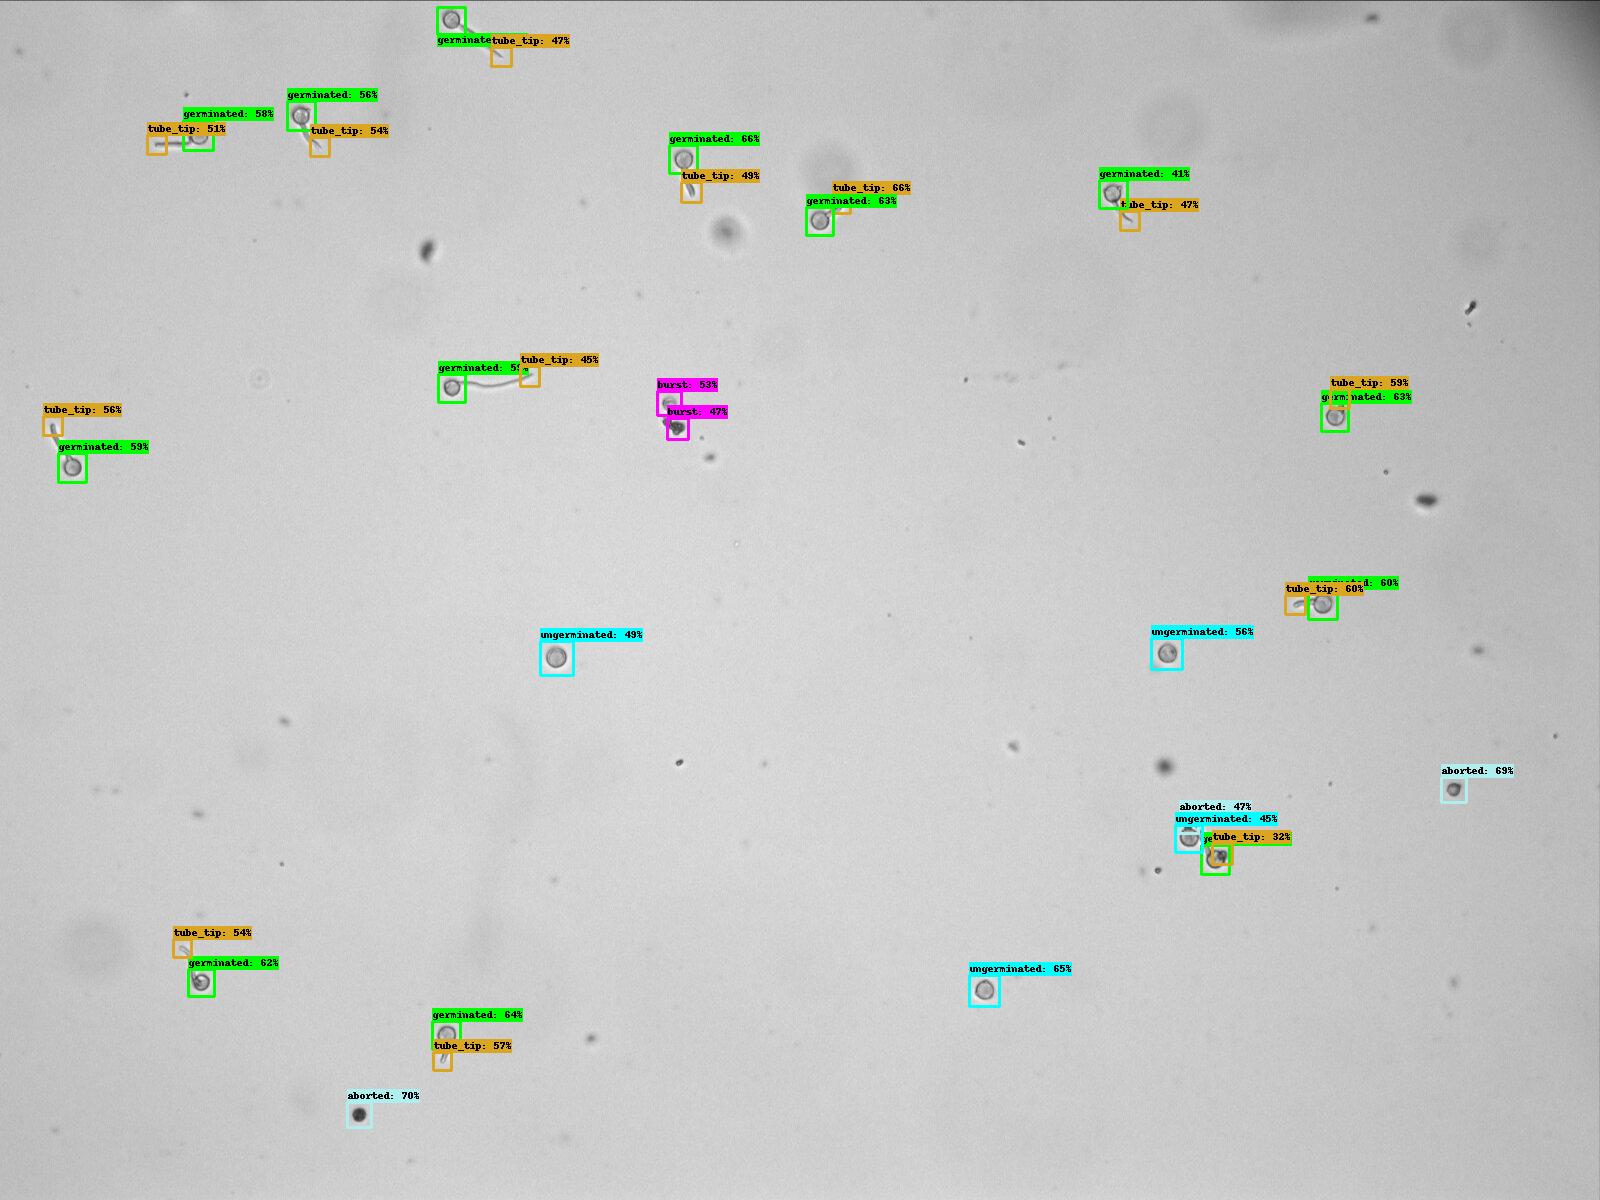 germinate
tube_tip: 47%
germinated: 56%
germinated: 58%
tube_tip: 51%
tube_tip: 54%
germinated: 66%
tube_tip: 49%
tube_tip: 66%
germinated: 63%
germinated: 41%
tube_tip: 47%
tube_tip: 45%
germinated:
burst: 53%
burst: 47%
tube_tip: 59%
germinated: 63%
tube_tip: 56%
germinated: 59%
germinated: 60%
tube_tip: 60%
ungerminated: 49%
ungerminated: 56%
aborted: 69%
aborted: 47%
ungerminated: 45%
tube_tip: 32%
tube_tip: 54%
germinated: 62%
ungerminated: 65%
germinated: 64%
tube_tip: 57%
aborted: 70%